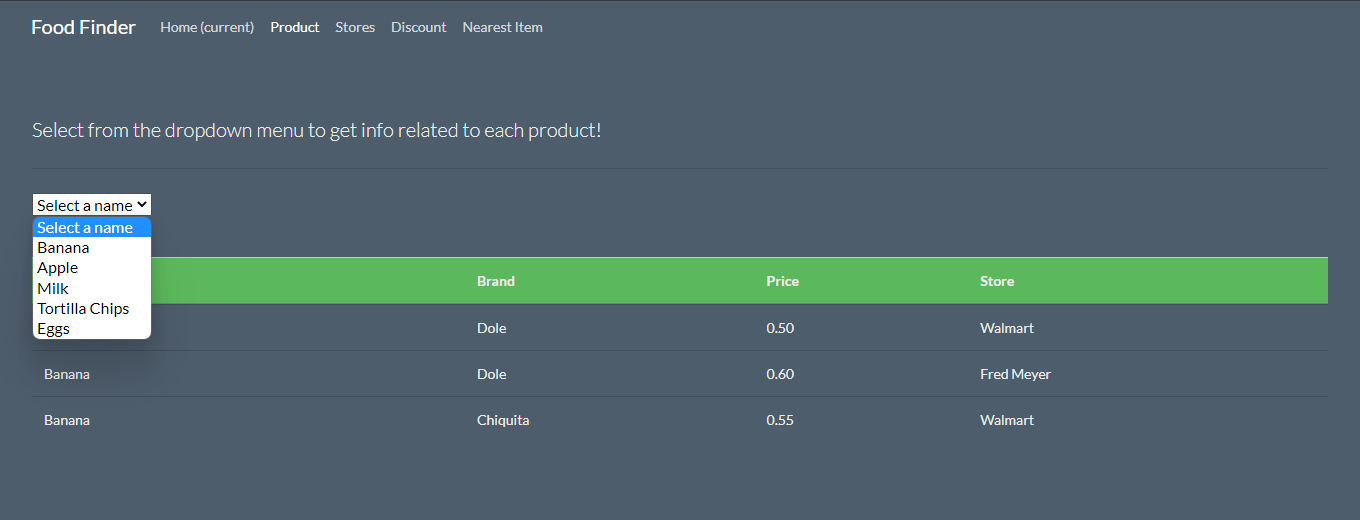 Food Finder Home (current) Product Stores Discount Nearest Item
Select from the dropdown menu to get info related to each product!
Select a name
Select a name
Banana
Apple
Milk
Tortilla Chips
Eggs
Brand Price Store
Dole 0.50 Walmart
Banana Dole 0.60 Fred Meyer
Banana Chiquita 0.55 Walmart